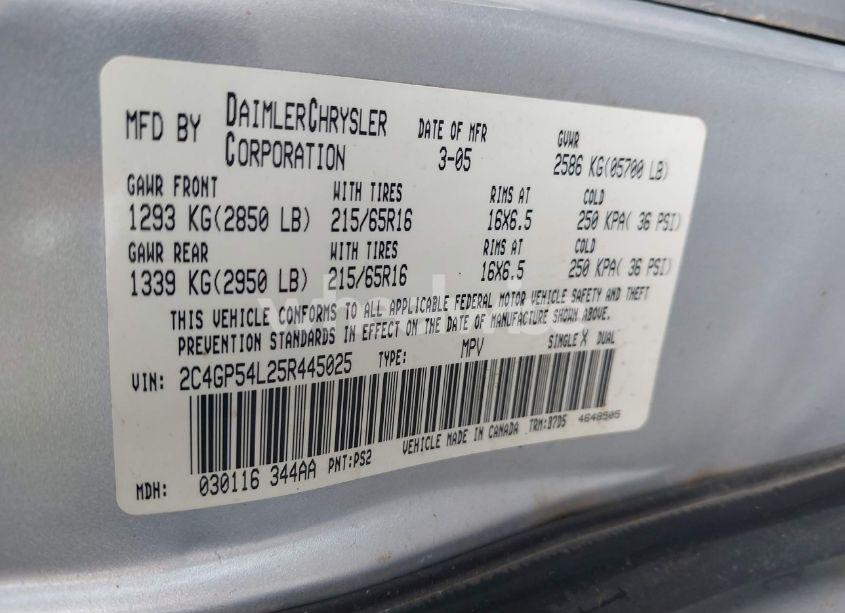 MFD BY DAIMLERCHRYSLER CORPORATION
DATE OF MFR 3-05
GVWR 2586 KG(05700 LB)
GAWR FRONT WITH TIRES RIMS AT COLD
1293 KG(2850 LB) 215/65R16 16X6.5 250 KPA( 36 PSI)
GAWR REAR WITH TIRES RIMS AT COLD
1339 KG(2950 LB) 215/65R16 16X6.5 250 KPA( 36 PSI)
THIS VEHICLE CONFORMS TO ALL APPLICABLE FEDERAL MOTOR VEHICLE SAFETY AND THEFT
PREVENTION STANDARDS IN EFFECT ON THE DATE OF MANUFACTURE SHOWN ABOVE.
VIN: 2C4GP54L25R445025 TYPE: MPV SINGLE X DUAL
MDH: 030116 344AA PNT:PS2 VEHICLE MADE IN CANADA TRM:B7D5 4648505